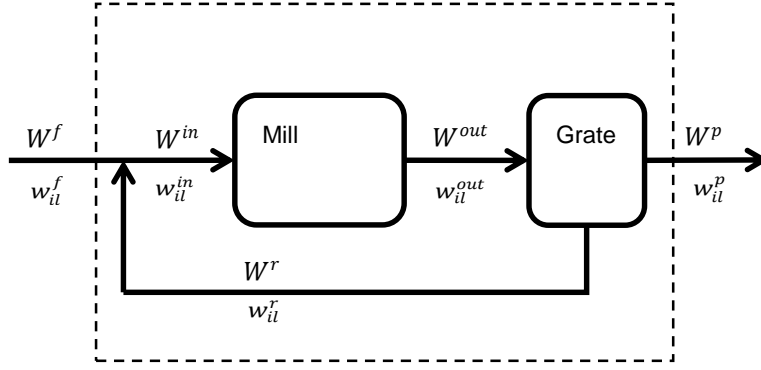 Mill
Grate
W^f
W^in
W^out
W^p
w_il^f
w_il^in
w_il^out
w_il^p
W^r
w_il^r